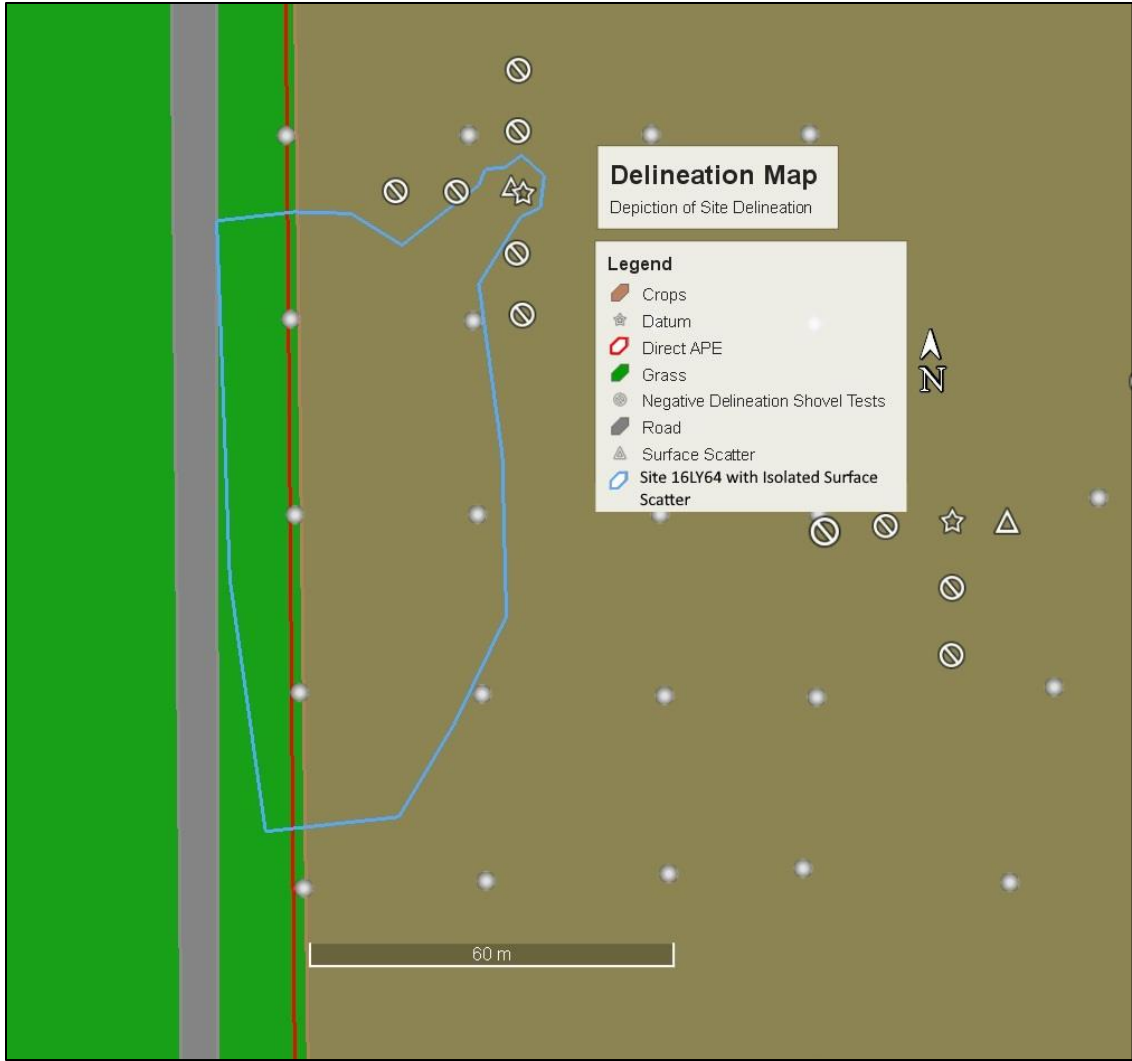 Delineation Map
Depiction of Site Delineation
Legend
Crops
Datum
Direct APE
Grass
Negative Delineation Shovel Tests
Road
Surface Scatter
Site 16LY64 with Isolated Surface
Scatter
N
60 m